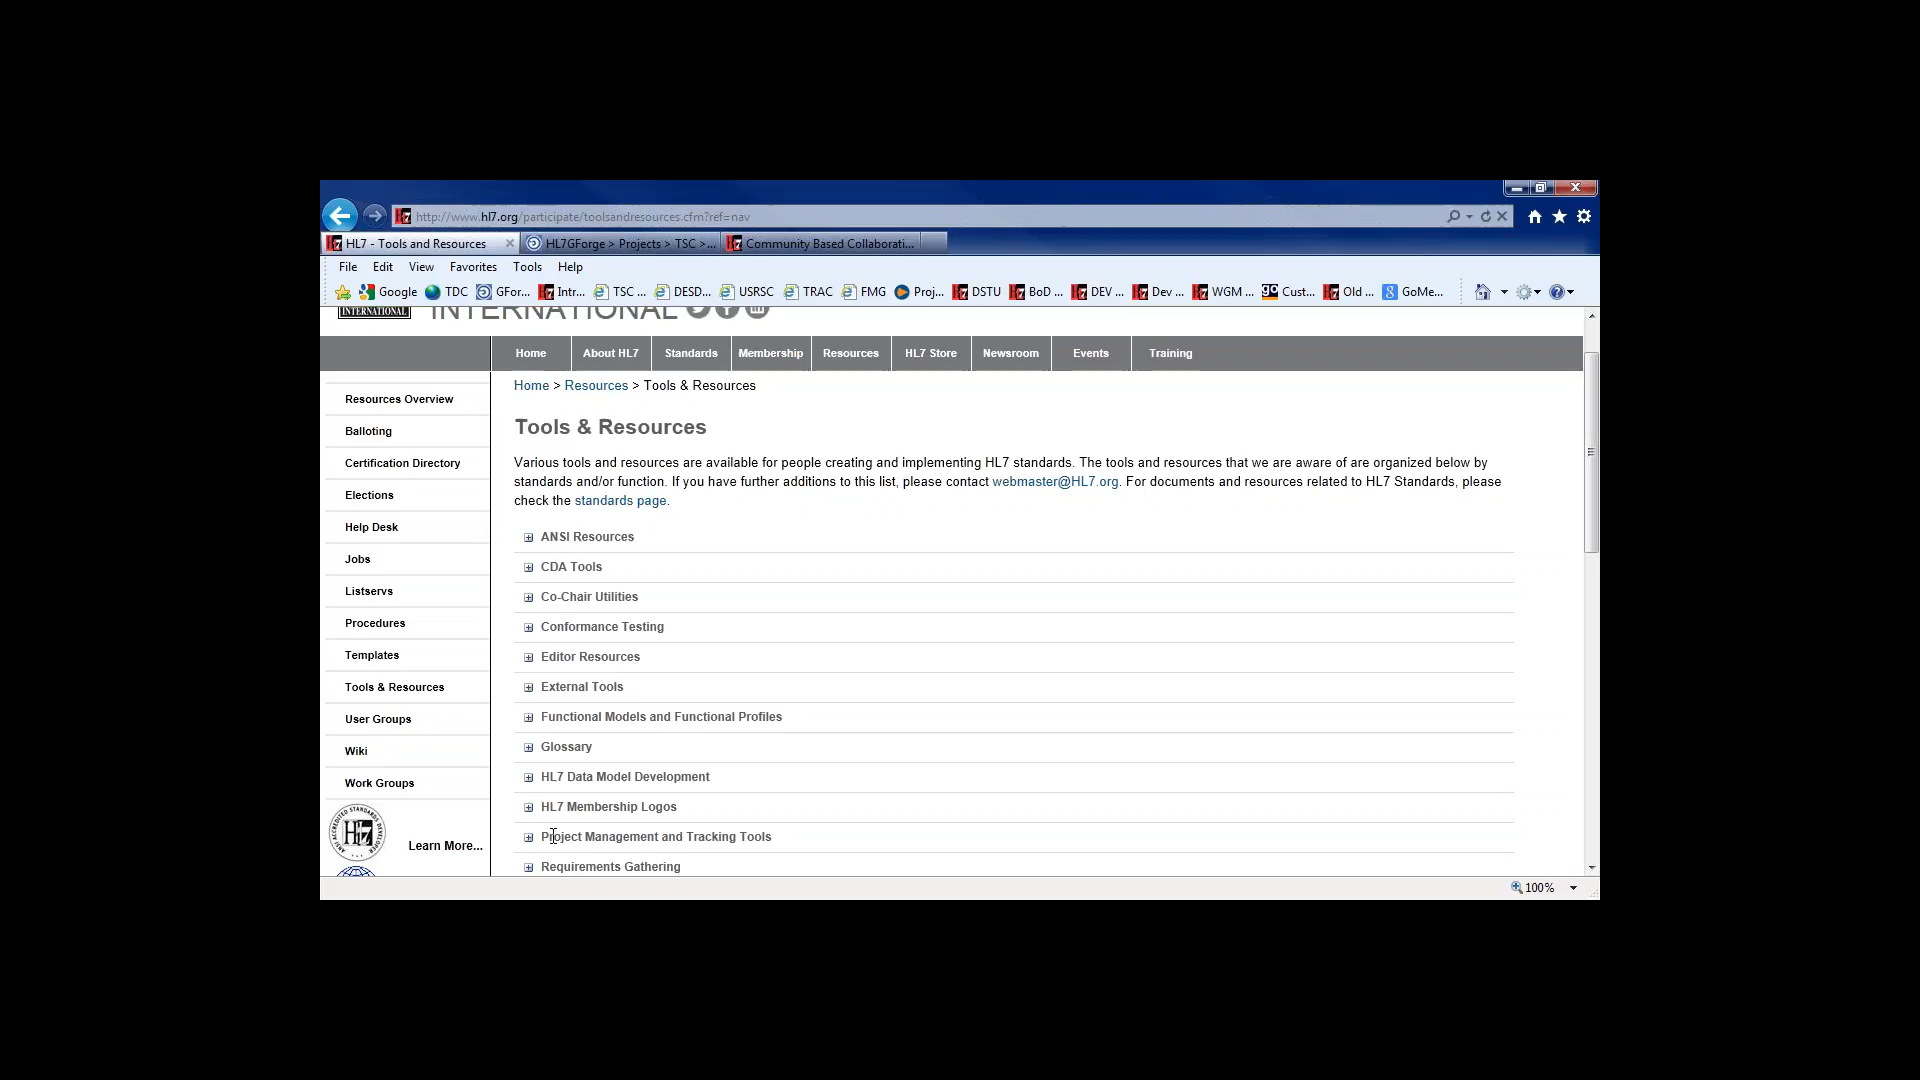 http://www.hl7.org/participate/toolsandresources.cfm?ref=nav
HL7 - Tools and Resources
HL7GForge > Projects > TSC >...
Community Based Collaborati...
File Edit View Favorites Tools Help
Google TDC GFor... Intr... TSC ... DESD... USRSC TRAC FMG Proj... DSTU BoD ... DEV ... Dev ... WGM ... Cust... Old ... GoMe...
INTERNATIONAL INTERNATIONAL
Home About HL7 Standards Membership Resources HL7 Store Newsroom Events Training
Home > Resources > Tools & Resources
Resources Overview
Balloting
Certification Directory
Elections
Help Desk
Jobs
Listservs
Procedures
Templates
Tools & Resources
User Groups
Wiki
Work Groups
Learn More...
Tools & Resources
Various tools and resources are available for people creating and implementing HL7 standards. The tools and resources that we are aware of are organized below by
standards and/or function. If you have further additions to this list, please contact webmaster@HL7.org. For documents and resources related to HL7 Standards, please
check the standards page.
ANSI Resources
CDA Tools
Co-Chair Utilities
Conformance Testing
Editor Resources
External Tools
Functional Models and Functional Profiles
Glossary
HL7 Data Model Development
HL7 Membership Logos
Project Management and Tracking Tools
Requirements Gathering
100%